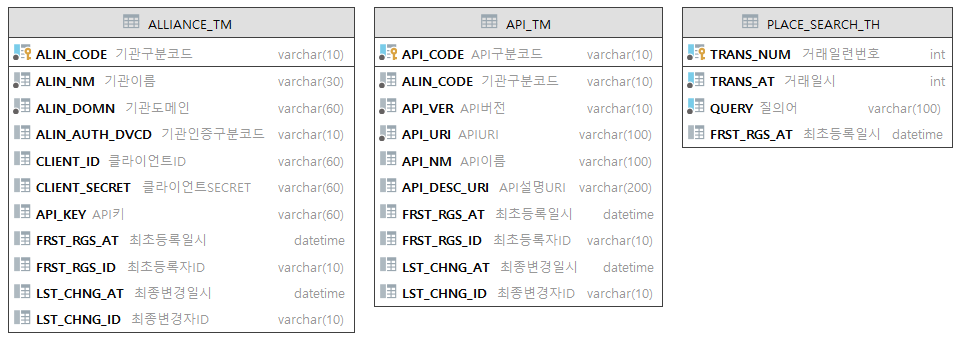 ALLIANCE_TM
ALIN_CODE 기관구분코드 varchar(10)
ALIN_NM 기관이름 varchar(30)
ALIN_DOMN 기관도메인 varchar(60)
ALIN_AUTH_DVCD 기관인증구분코드 varchar(10)
CLIENT_ID 클라이언트ID varchar(60)
CLIENT_SECRET 클라이언트SECRET varchar(60)
API_KEY API키 varchar(60)
FRST_RGS_AT 최초등록일시 datetime
FRST_RGS_ID 최초등록자ID varchar(10)
LST_CHNG_AT 최종변경일시 datetime
LST_CHNG_ID 최종변경자ID varchar(10)
API_TM
API_CODE API구분코드 varchar(10)
ALIN_CODE 기관구분코드 varchar(10)
API_VER API버전 varchar(10)
API_URI APIURI varchar(100)
API_NM API이름 varchar(100)
API_DESC_URI API설명URI varchar(200)
FRST_RGS_AT 최초등록일시 datetime
FRST_RGS_ID 최초등록자ID varchar(10)
LST_CHNG_AT 최종변경일시 datetime
LST_CHNG_ID 최종변경자ID varchar(10)
PLACE_SEARCH_TH
TRANS_NUM 거래일련번호 int
TRANS_AT 거래일시 int
QUERY 질의어 varchar(100)
FRST_RGS_AT 최초등록일시 datetime